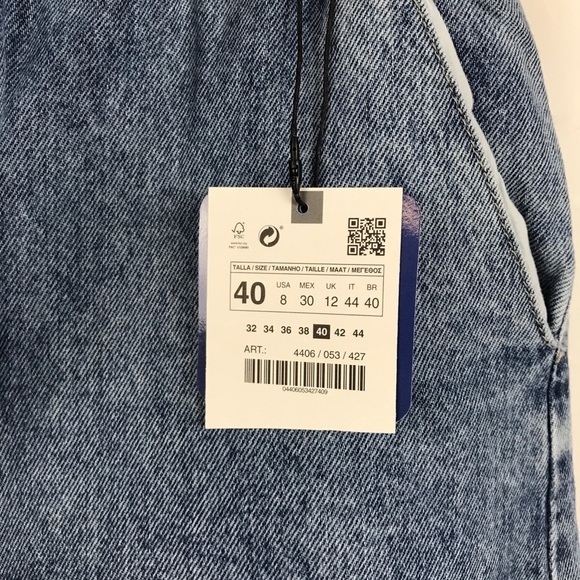 FSC
TALLA / SIZE / TAMANHO / TAILLE / MAAT / ΜΕΓΕΘΟΣ
40 USA 8 MEX 30 UK 12 IT 44 BR 40
32 34 36 38 40 42 44
ART.: 4406 / 053 / 427
04406053427409